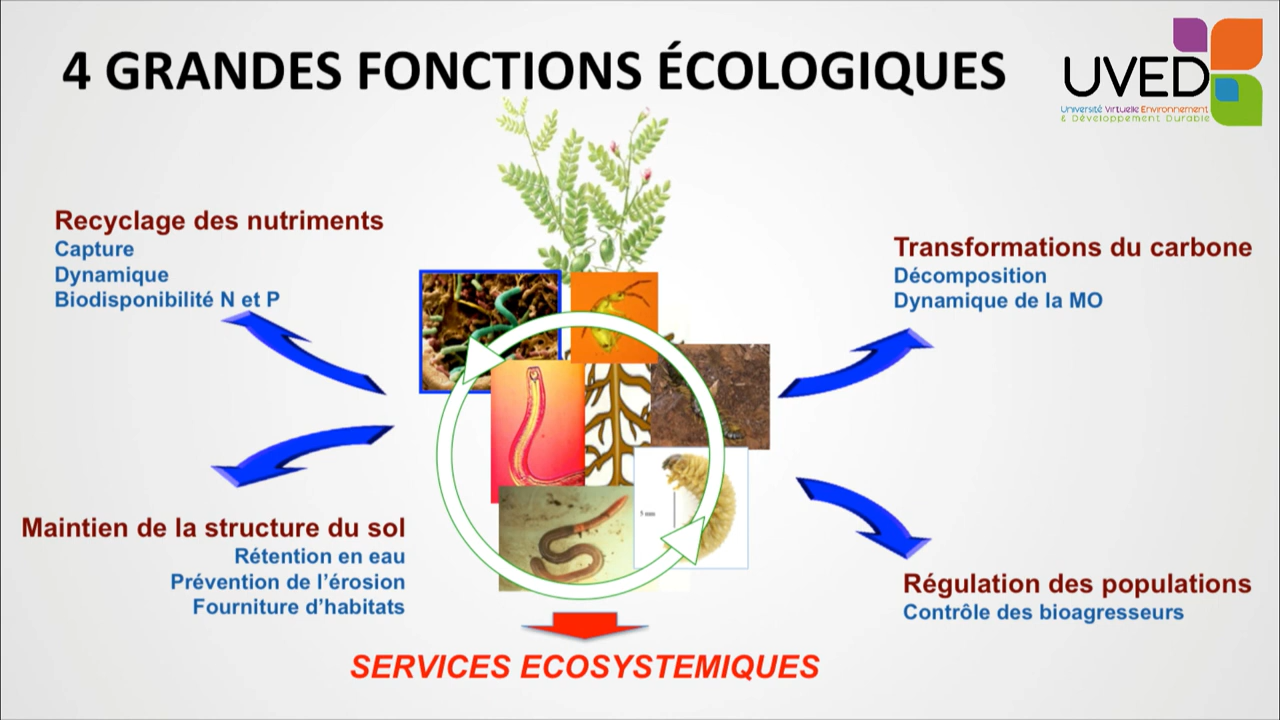 4 GRANDES FONCTIONS ÉCOLOGIQUES
UVED
Université Virtuelle Environnement
& Développement Durable
Recyclage des nutriments
Capture
Dynamique
Biodisponibilité N et P
Transformations du carbone
Décomposition
Dynamique de la MO
5 mm
Maintien de la structure du sol
Rétention en eau
Prévention de l'érosion
Fourniture d'habitats
Régulation des populations
Contrôle des bioagresseurs
SERVICES ECOSYSTEMIQUES